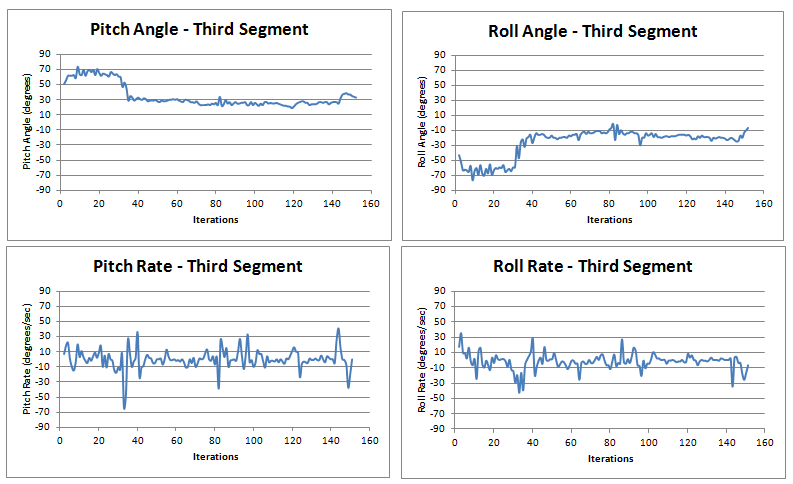 Pitch Angle - Third Segment
Pitch Angle (degrees)
90
70
50
30
10
-10
-30
-50
-70
-90
0 20 40 60 80 100 120 140 160
Iterations
Roll Angle - Third Segment
Roll Angle (degrees)
90
70
50
30
10
-10
-30
-50
-70
-90
0 20 40 60 80 100 120 140 160
Iterations
Pitch Rate - Third Segment
Pitch Rate (degrees/sec)
90
70
50
30
10
-10
-30
-50
-70
-90
0 20 40 60 80 100 120 140 160
Iterations
Roll Rate - Third Segment
Roll Rate (degrees/sec)
90
70
50
30
10
-10
-30
-50
-70
-90
0 20 40 60 80 100 120 140 160
Iterations